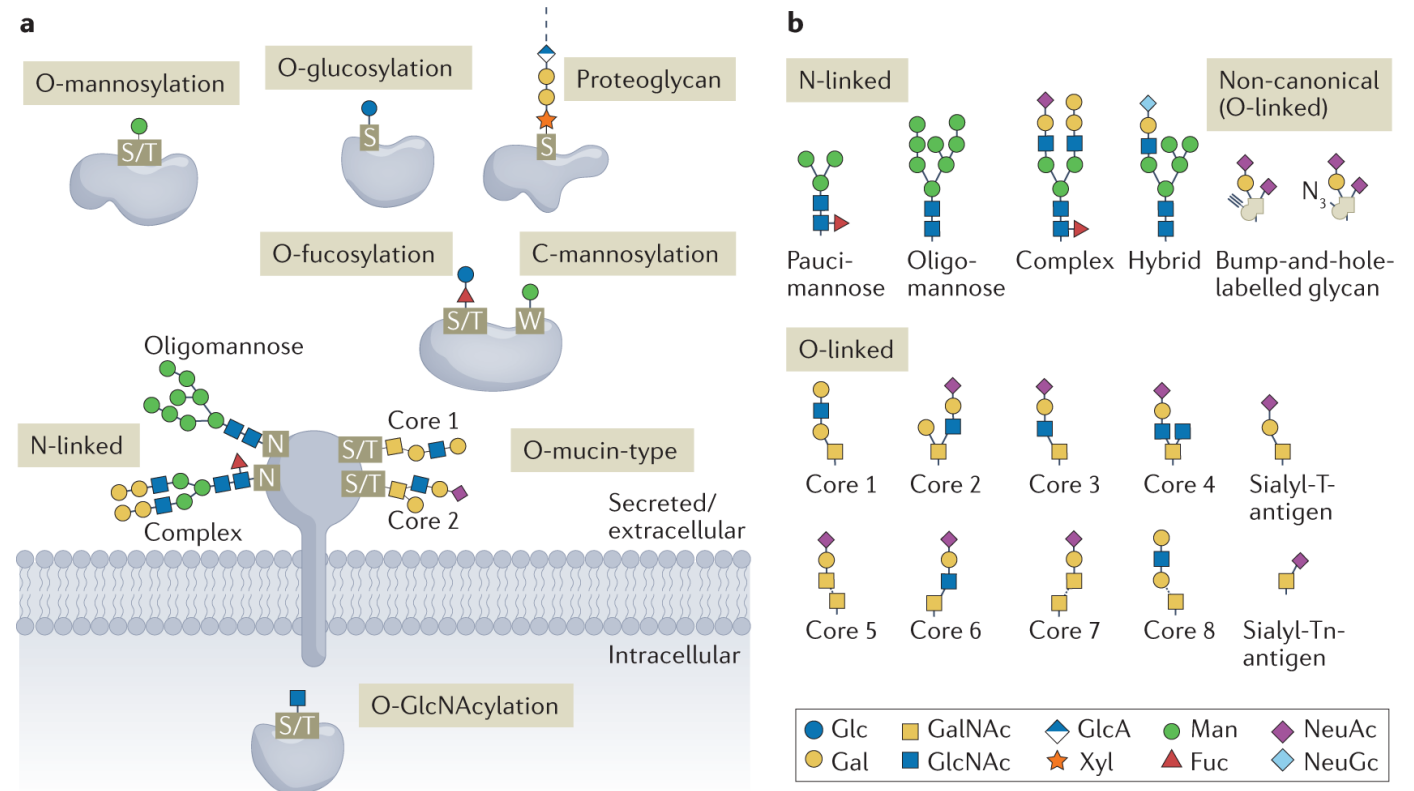 a
O-mannosylation
S/T
O-glucosylation
S
Proteoglycan
S
O-fucosylation
S/T
C-mannosylation
W
Oligomannose
N-linked
N
N
Complex
Core 1
S/T
S/T
Core 2
O-mucin-type
Secreted/
extracellular
Intracellular
S/T
O-GlcNAcylation
b
N-linked
Pauci-
mannose
Oligo-
mannose
Complex
Hybrid
Non-canonical
(O-linked)
N3
Bump-and-hole-
labelled glycan
O-linked
Core 1
Core 2
Core 3
Core 4
Sialyl-T-
antigen
Core 5
Core 6
Core 7
Core 8
Sialyl-Tn-
antigen
Glc
GalNAc
GlcA
Man
NeuAc
Gal
GlcNAc
Xyl
Fuc
NeuGc